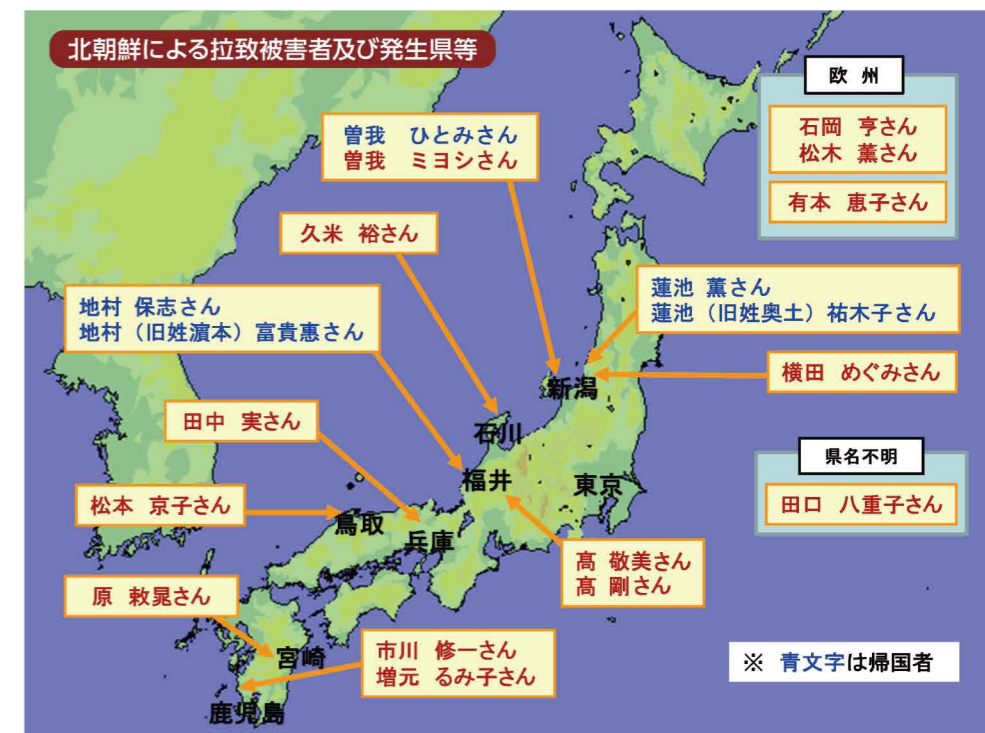 北朝鮮による拉致被害者及び発生県等
欧 州
石岡 亨さん
松木 薫さん
有本 恵子さん
曽我 ひとみさん
曽我 ミヨシさん
久米 裕さん
地村 保志さん
地村（旧姓濵本）富貴惠さん
蓮池 薫さん
蓮池（旧姓奥土）祐木子さん
横田 めぐみさん
新潟
田中 実さん
石川
福井
東京
県名不明
田口 八重子さん
松本 京子さん
鳥取
兵庫
髙 敬美さん
髙 剛さん
原 敕晁さん
宮崎
市川 修一さん
増元 るみ子さん
鹿児島
※ 青文字は帰国者